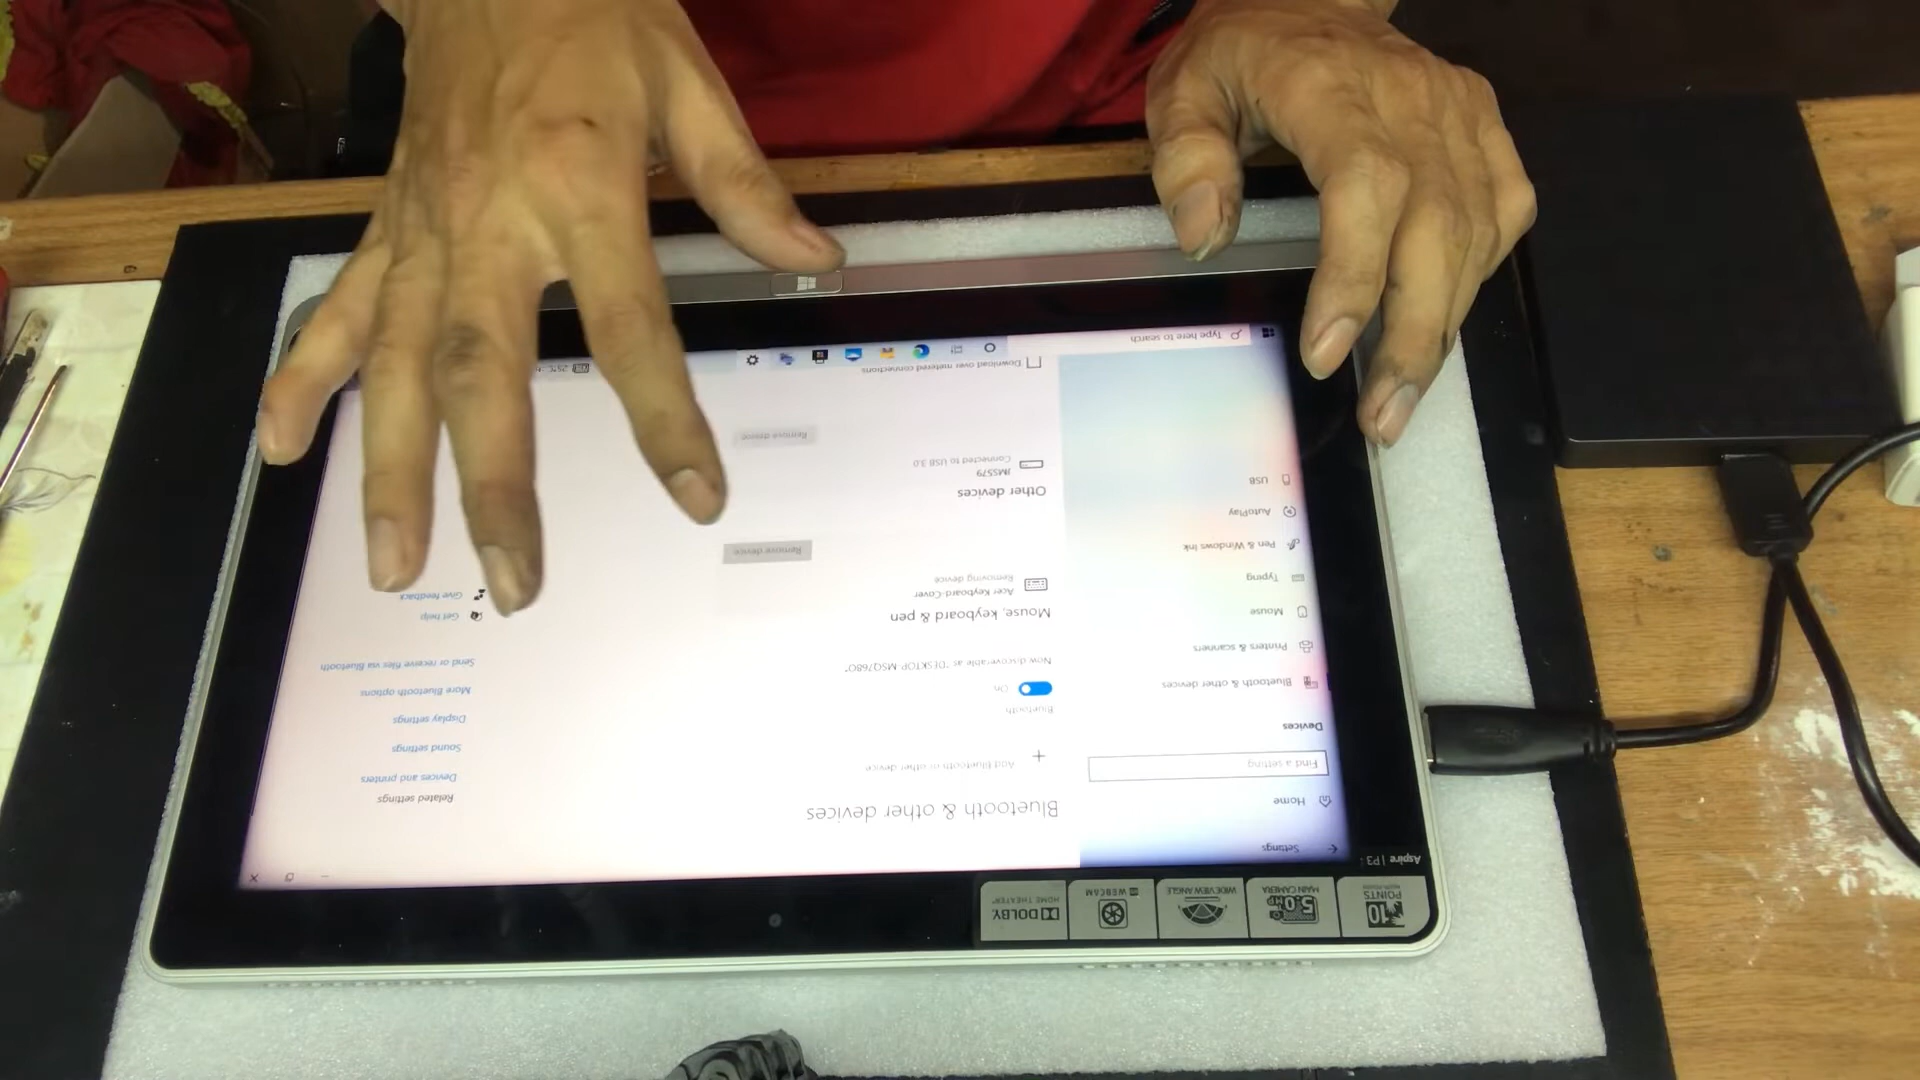 Settings
Home
Find a setting
Devices
Bluetooth & other devices
Printers & scanners
Mouse
Typing
Pen & Windows Ink
AutoPlay
USB
Bluetooth & other devices
Add Bluetooth or other device
Bluetooth
On
Now discoverable as "DESKTOP-MSQ7680"
Mouse, keyboard & pen
Acer Keyboard-Cover
Removing device
Remove device
Other devices
JMS579
Connected to USB 3.0
Remove device
Download over metered connections
Related settings
Devices and printers
Sound settings
Display settings
More Bluetooth options
Send or receive files via Bluetooth
Get help
Give feedback
Type here to search
25°C
Aspire | P3
10
POINTS
5.0 MP
MAIN CAMERA
WIDE VIEW ANGLE
HD WEBCAM
DOLBY
HOME THEATER